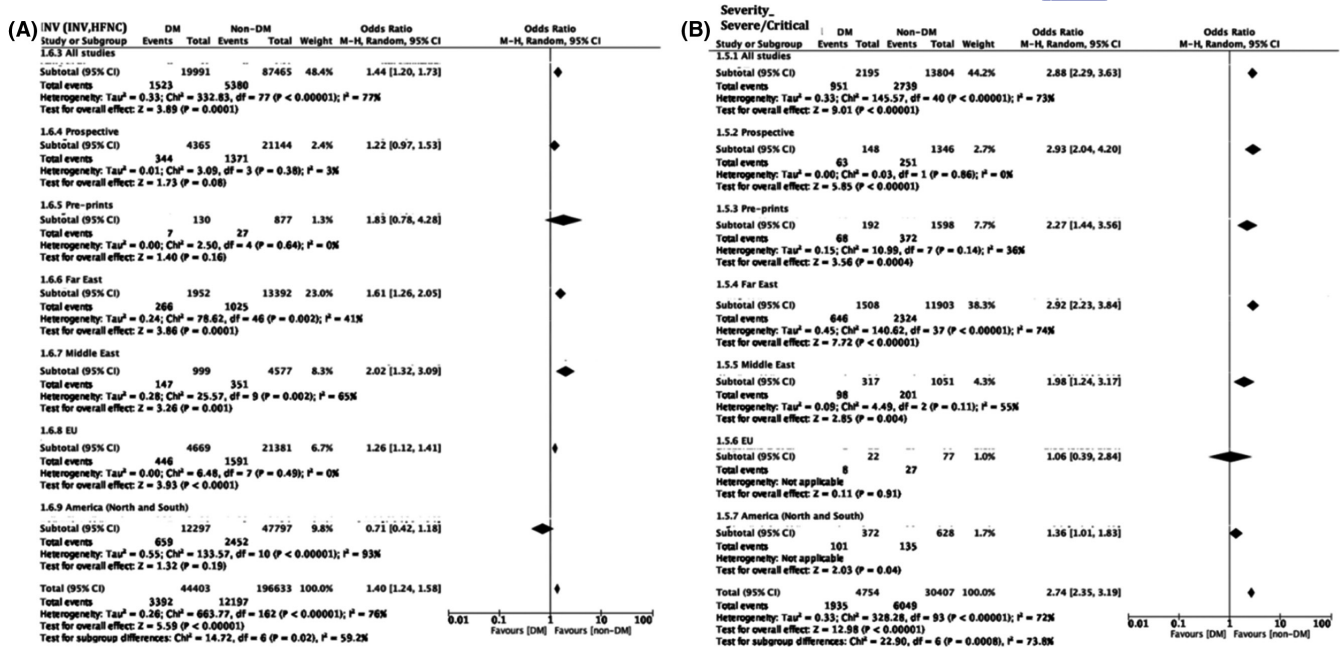 (A)
INV (INV,HFNC) DM Non-DM Odds Ratio Odds Ratio
Study or Subgroup Events Total Events Total Weight M-H, Random, 95% CI M-H, Random, 95% CI
1.6.3 All studies
Subtotal (95% CI) 19991 87465 48.4% 1.44 [1.20, 1.73]
Total events 1523 5380
Heterogeneity: Tau² = 0.33; Chi² = 332.83, df = 77 (P < 0.00001); I² = 77%
Test for overall effect: Z = 3.89 (P = 0.0001)
1.6.4 Prospective
Subtotal (95% CI) 4365 21144 2.4% 1.22 [0.97, 1.53]
Total events 344 1371
Heterogeneity: Tau² = 0.01; Chi² = 3.09, df = 3 (P = 0.38); I² = 3%
Test for overall effect: Z = 1.73 (P = 0.08)
1.6.5 Pre-prints
Subtotal (95% CI) 130 877 1.3% 1.83 [0.78, 4.28]
Total events 7 27
Heterogeneity: Tau² = 0.00; Chi² = 2.50, df = 4 (P = 0.64); I² = 0%
Test for overall effect: Z = 1.40 (P = 0.16)
1.6.6 Far East
Subtotal (95% CI) 1952 13392 23.0% 1.61 [1.26, 2.05]
Total events 266 1025
Heterogeneity: Tau² = 0.24; Chi² = 78.62, df = 46 (P = 0.002); I² = 41%
Test for overall effect: Z = 3.86 (P = 0.0001)
1.6.7 Middle East
Subtotal (95% CI) 999 4577 8.3% 2.02 [1.32, 3.09]
Total events 147 351
Heterogeneity: Tau² = 0.28; Chi² = 25.57, df = 9 (P = 0.002); I² = 65%
Test for overall effect: Z = 3.26 (P = 0.001)
1.6.8 EU
Subtotal (95% CI) 4669 21381 6.7% 1.26 [1.12, 1.41]
Total events 446 1591
Heterogeneity: Tau² = 0.00; Chi² = 6.48, df = 7 (P = 0.49); I² = 0%
Test for overall effect: Z = 3.93 (P < 0.0001)
1.6.9 America (North and South)
Subtotal (95% CI) 12297 47797 9.8% 0.71 [0.42, 1.18]
Total events 659 2452
Heterogeneity: Tau² = 0.55; Chi² = 133.57, df = 10 (P < 0.00001); I² = 93%
Test for overall effect: Z = 1.32 (P = 0.19)
Total (95% CI) 44403 196633 100.0% 1.40 [1.24, 1.58]
Total events 3392 12197
Heterogeneity: Tau² = 0.26; Chi² = 663.77, df = 162 (P < 0.00001); I² = 76%
Test for overall effect: Z = 5.59 (P < 0.00001)
Test for subgroup differences: Chi² = 14.72, df = 6 (P = 0.02), I² = 59.2%
0.01 0.1 1 10 100
Favours [DM] Favours [non-DM]
(B)
Severity_
Severe/Critical DM Non-DM Odds Ratio Odds Ratio
Study or Subgroup Events Total Events Total Weight M-H, Random, 95% CI M-H, Random, 95% CI
1.5.1 All studies
Subtotal (95% CI) 2195 13804 44.2% 2.88 [2.29, 3.63]
Total events 951 2739
Heterogeneity: Tau² = 0.33; Chi² = 145.57, df = 40 (P < 0.00001); I² = 73%
Test for overall effect: Z = 9.01 (P < 0.00001)
1.5.2 Prospective
Subtotal (95% CI) 148 1346 2.7% 2.93 [2.04, 4.20]
Total events 63 251
Heterogeneity: Tau² = 0.00; Chi² = 0.03, df = 1 (P = 0.86); I² = 0%
Test for overall effect: Z = 5.85 (P < 0.00001)
1.5.3 Pre-prints
Subtotal (95% CI) 192 1598 7.7% 2.27 [1.44, 3.56]
Total events 68 372
Heterogeneity: Tau² = 0.15; Chi² = 10.99, df = 7 (P = 0.14); I² = 36%
Test for overall effect: Z = 3.56 (P = 0.0004)
1.5.4 Far East
Subtotal (95% CI) 1508 11903 38.3% 2.92 [2.23, 3.84]
Total events 646 2324
Heterogeneity: Tau² = 0.45; Chi² = 140.62, df = 37 (P < 0.00001); I² = 74%
Test for overall effect: Z = 7.72 (P < 0.00001)
1.5.5 Middle East
Subtotal (95% CI) 317 1051 4.3% 1.98 [1.24, 3.17]
Total events 98 201
Heterogeneity: Tau² = 0.09; Chi² = 4.49, df = 2 (P = 0.11); I² = 55%
Test for overall effect: Z = 2.85 (P = 0.004)
1.5.6 EU
Subtotal (95% CI) 22 77 1.0% 1.06 [0.39, 2.84]
Total events 8 27
Heterogeneity: Not applicable
Test for overall effect: Z = 0.11 (P = 0.91)
1.5.7 America (North and South)
Subtotal (95% CI) 372 628 1.7% 1.36 [1.01, 1.83]
Total events 101 135
Heterogeneity: Not applicable
Test for overall effect: Z = 2.03 (P = 0.04)
Total (95% CI) 4754 30407 100.0% 2.74 [2.35, 3.19]
Total events 1935 6049
Heterogeneity: Tau² = 0.33; Chi² = 328.28, df = 93 (P < 0.00001); I² = 72%
Test for overall effect: Z = 12.98 (P < 0.00001)
Test for subgroup differences: Chi² = 22.90, df = 6 (P = 0.0008), I² = 73.8%
0.01 0.1 1 10 100
Favours [DM] Favours [non-DM]